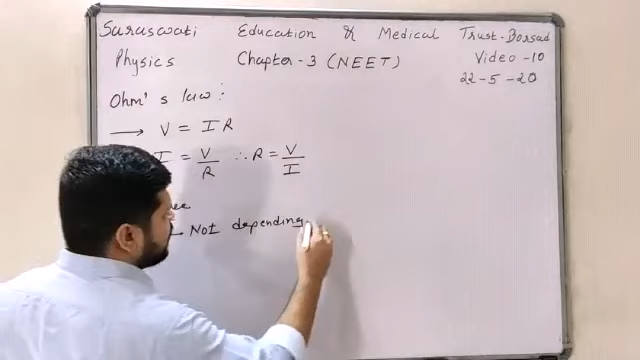 Saraswati Education & Medical Trust-Borsad
Physics Chapter-3 (NEET) Video-10
22-5-20
Ohm's law:
→ V = IR
I = V/R ∴ R = V/I
Not depending